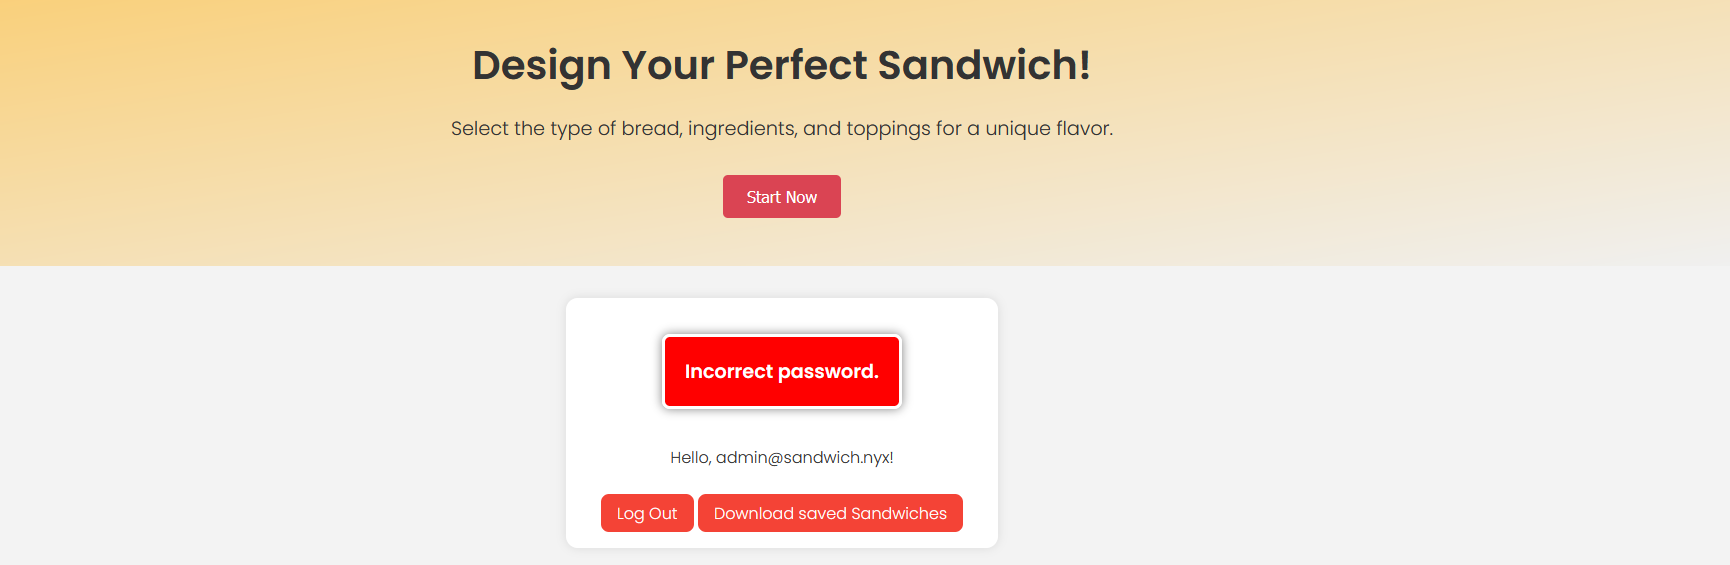 Design Your Perfect Sandwich!
Select the type of bread, ingredients, and toppings for a unique flavor.
Start Now
Incorrect password.
Hello, admin@sandwich.nyx!
Log Out
Download saved Sandwiches